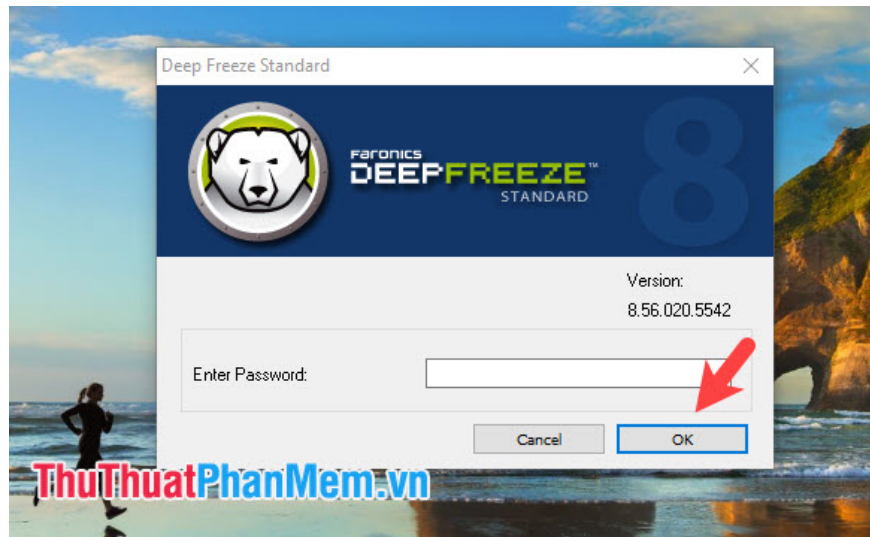 Deep Freeze Standard
Faronics
DEEPFREEZE™
STANDARD
8
Version:
8.56.020.5542
Enter Password:
Cancel
OK
ThuThuatPhanMem.vn